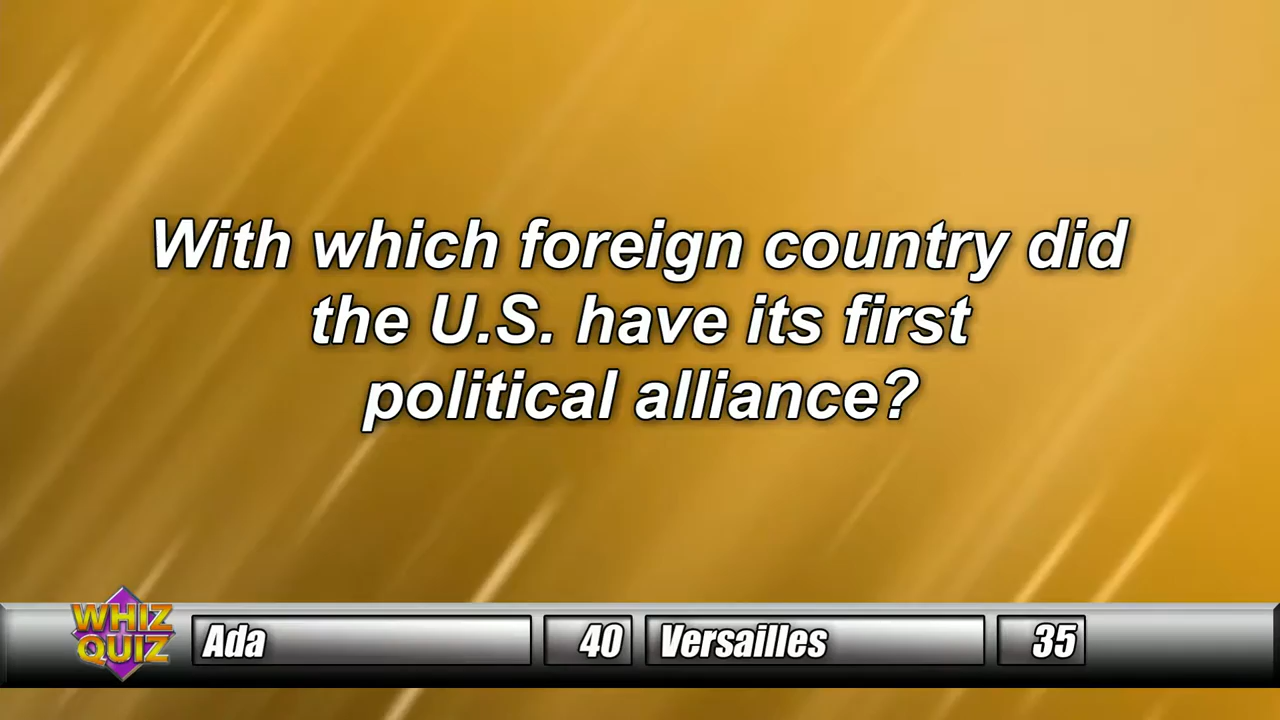 With which foreign country did
the U.S. have its first
political alliance?
WHIZ
QUIZ
Ada 40 Versailles 35